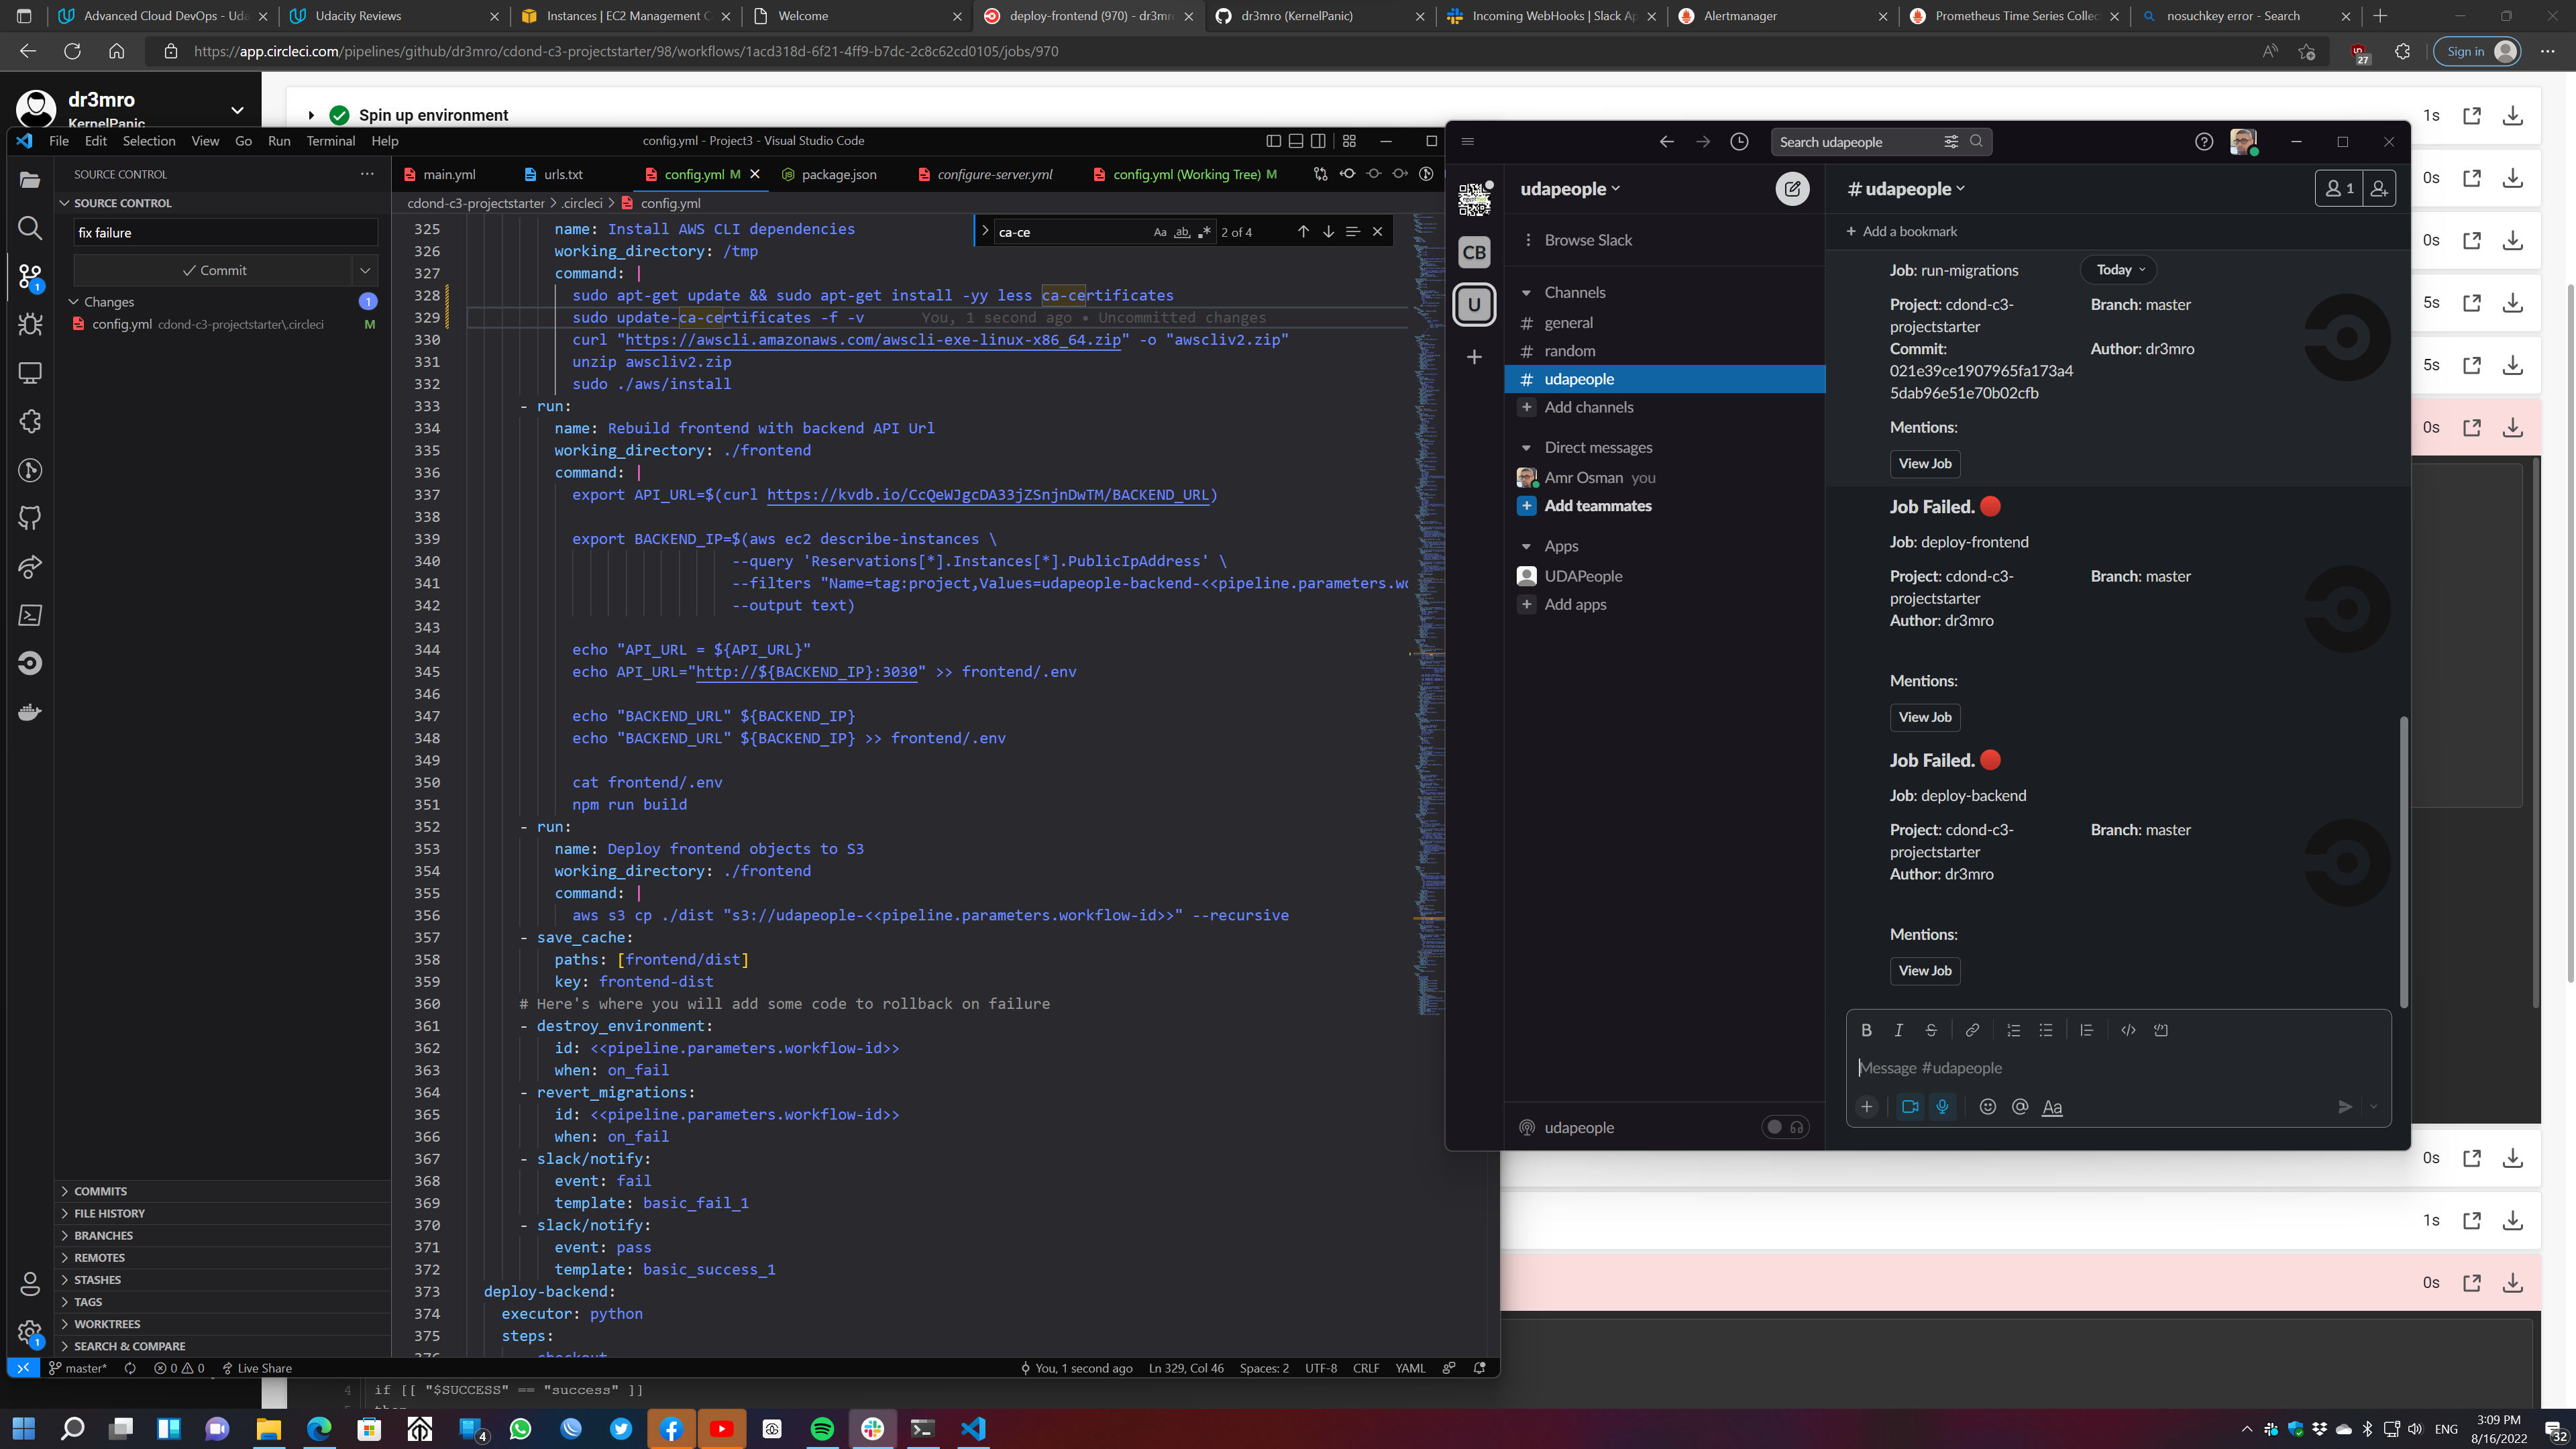 Advanced Cloud DevOps - Uda
Udacity Reviews
Instances | EC2 Management C
Welcome
deploy-frontend (970) - dr3mr
dr3mro (KernelPanic)
Incoming WebHooks | Slack Ap
Alertmanager
Prometheus Time Series Collec
nosuchkey error - Search
https://app.circleci.com/pipelines/github/dr3mro/cdond-c3-projectstarter/98/workflows/1acd318d-6f21-4ff9-b7dc-2c8c62cd0105/jobs/970
27
Sign in
dr3mro
KernelPanic
Spin up environment
1s
0s
0s
5s
5s
0s
0s
1s
0s
File Edit Selection View Go Run Terminal Help
config.yml - Project3 - Visual Studio Code
SOURCE CONTROL
SOURCE CONTROL
fix failure
Commit
Changes 1
config.yml cdond-c3-projectstarter\.circleci M
COMMITS
FILE HISTORY
BRANCHES
REMOTES
STASHES
TAGS
WORKTREES
SEARCH & COMPARE
main.yml
urls.txt
config.yml M
package.json
configure-server.yml
config.yml (Working Tree) M
cdond-c3-projectstarter > .circleci > config.yml
ca-ce
Aa ab 2 of 4
325 name: Install AWS CLI dependencies
326 working_directory: /tmp
327 command: |
328 sudo apt-get update && sudo apt-get install -yy less ca-certificates
329 sudo update-ca-certificates -f -v You, 1 second ago • Uncommitted changes
330 curl "https://awscli.amazonaws.com/awscli-exe-linux-x86_64.zip" -o "awscliv2.zip"
331 unzip awscliv2.zip
332 sudo ./aws/install
333 - run:
334 name: Rebuild frontend with backend API Url
335 working_directory: ./frontend
336 command: |
337 export API_URL=$(curl https://kvdb.io/CcQeWJgcDA33jZSnjnDwTM/BACKEND_URL)
338
339 export BACKEND_IP=$(aws ec2 describe-instances \
340 --query 'Reservations[*].Instances[*].PublicIpAddress' \
341 --filters "Name=tag:project,Values=udapeople-backend-<<pipeline.parameters.wo
342 --output text)
343
344 echo "API_URL = ${API_URL}"
345 echo API_URL="http://${BACKEND_IP}:3030" >> frontend/.env
346
347 echo "BACKEND_URL" ${BACKEND_IP}
348 echo "BACKEND_URL" ${BACKEND_IP} >> frontend/.env
349
350 cat frontend/.env
351 npm run build
352 - run:
353 name: Deploy frontend objects to S3
354 working_directory: ./frontend
355 command: |
356 aws s3 cp ./dist "s3://udapeople-<<pipeline.parameters.workflow-id>>" --recursive
357 - save_cache:
358 paths: [frontend/dist]
359 key: frontend-dist
360 # Here's where you will add some code to rollback on failure
361 - destroy_environment:
362 id: <<pipeline.parameters.workflow-id>>
363 when: on_fail
364 - revert_migrations:
365 id: <<pipeline.parameters.workflow-id>>
366 when: on_fail
367 - slack/notify:
368 event: fail
369 template: basic_fail_1
370 - slack/notify:
371 event: pass
372 template: basic_success_1
373 deploy-backend:
374 executor: python
375 steps:
376 - checkout
master* 0 0 Live Share
You, 1 second ago Ln 329, Col 46 Spaces: 2 UTF-8 CRLF YAML
4 if [[ "$SUCCESS" == "success" ]]
Search udapeople
CB
U
udapeople
Browse Slack
Channels
# general
# random
# udapeople
Add channels
Direct messages
Amr Osman you
Add teammates
Apps
UDAPeople
Add apps
udapeople
# udapeople
1
Add a bookmark
Today
Job: run-migrations
Project: cdond-c3-projectstarter Branch: master
Commit: Author: dr3mro
021e39ce1907965fa173a4
5dab96e51e70b02cfb
Mentions:
View Job
Job Failed.
Job: deploy-frontend
Project: cdond-c3- Branch: master
projectstarter
Author: dr3mro
Mentions:
View Job
Job Failed.
Job: deploy-backend
Project: cdond-c3- Branch: master
projectstarter
Author: dr3mro
Mentions:
View Job
Message #udapeople
Aa
4
ENG
3:09 PM
8/16/2022
32